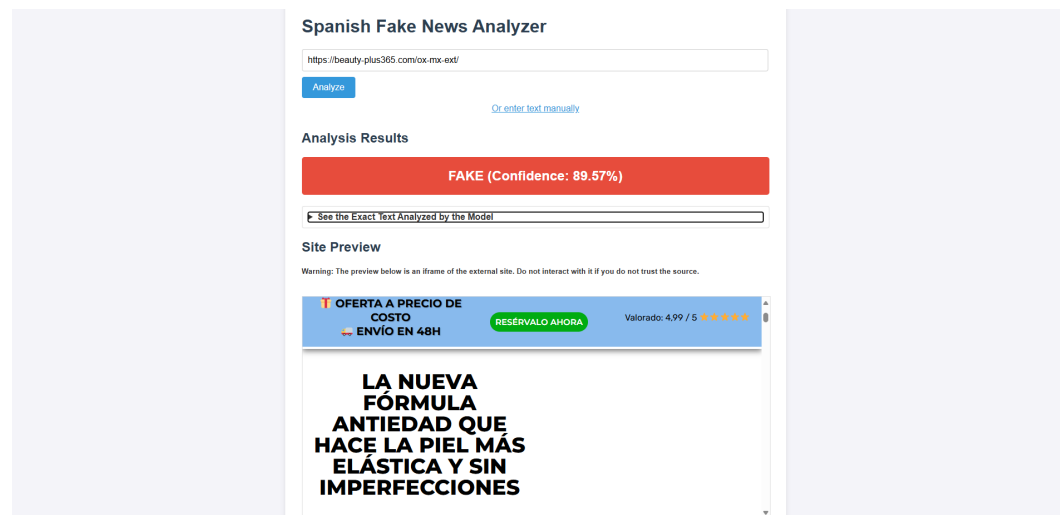 Spanish Fake News Analyzer
https://beauty-plus365.com/ox-mx-ext/
Analyze
Or enter text manually
Analysis Results
FAKE (Confidence: 89.57%)
See the Exact Text Analyzed by the Model
Site Preview
Warning: The preview below is an iframe of the external site. Do not interact with it if you do not trust the source.
OFERTA A PRECIO DE
COSTO
ENVÍO EN 48H
RESÉRVALO AHORA
Valorado: 4,99 / 5
LA NUEVA
FÓRMULA
ANTIEDAD QUE
HACE LA PIEL MÁS
ELÁSTICA Y SIN
IMPERFECCIONES